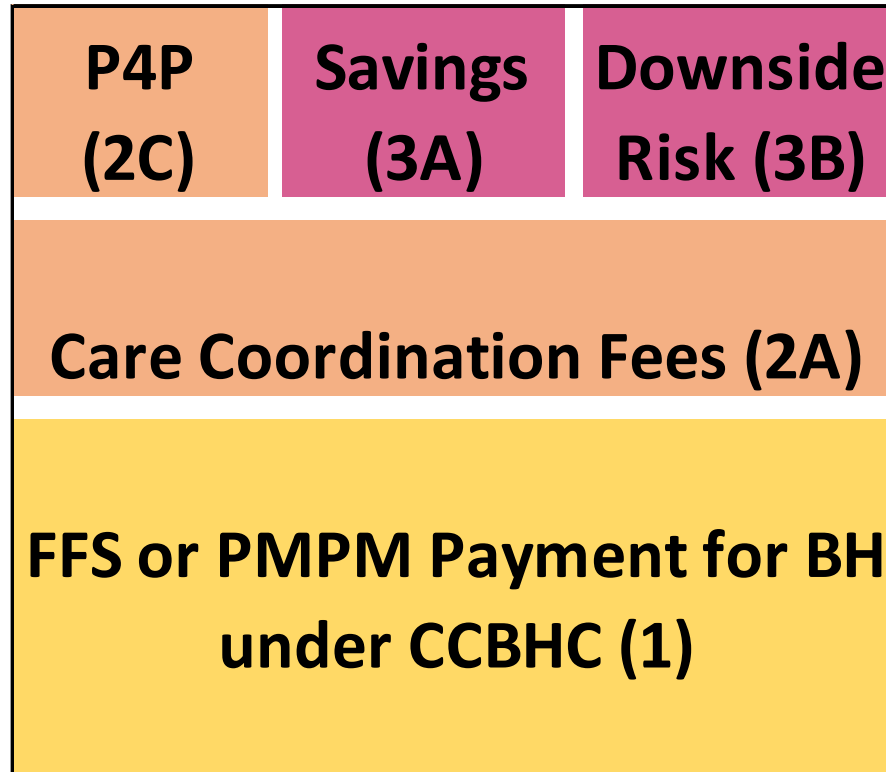 P4P
(2C)
Savings
(3A)
Downside
Risk (3B)
Care Coordination Fees (2A)
FFS or PMPM Payment for BH
under CCBHC (1)